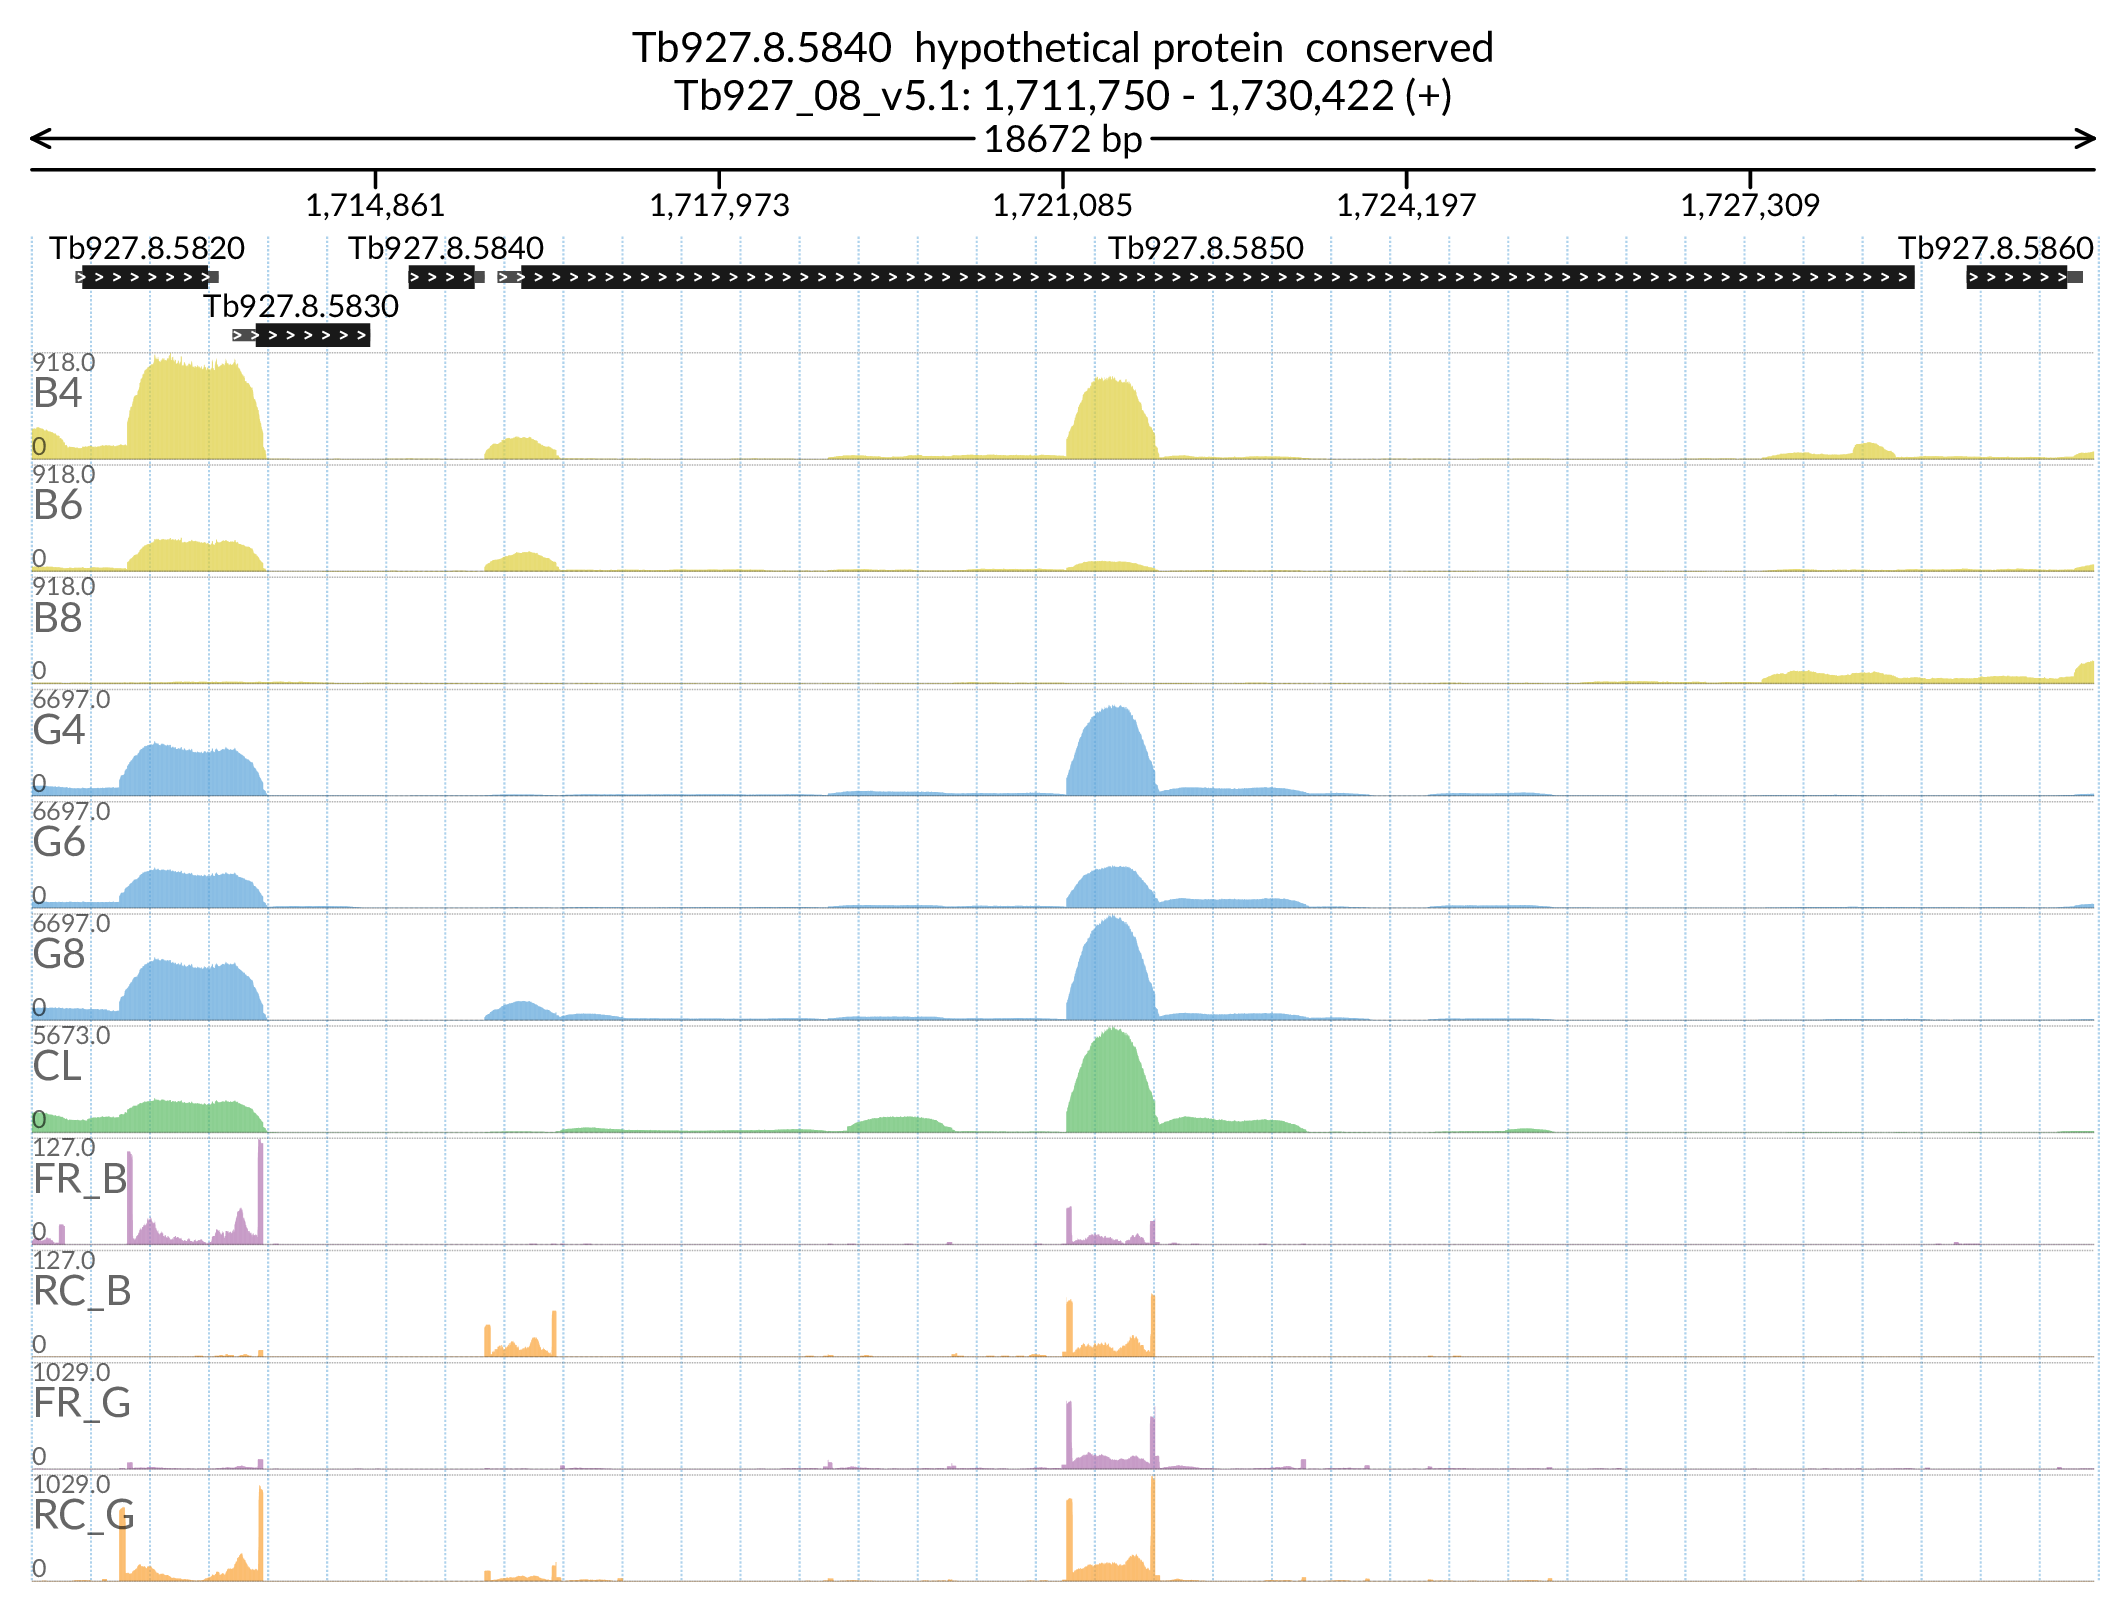 Tb927.8.5840  hypothetical protein  conserved
Tb927_08_v5.1: 1,711,750 - 1,730,422 (+)
18672 bp
1,714,861 1,717,973 1,721,085 1,724,197 1,727,309
Tb927.8.5820 Tb927.8.5840 Tb927.8.5850 Tb927.8.5860
Tb927.8.5830
918.0
B4
0
918.0
B6
0
918.0
B8
0
6697.0
G4
0
6697.0
G6
0
6697.0
G8
0
5673.0
CL
0
127.0
FR_B
0
127.0
RC_B
0
1029.0
FR_G
0
1029.0
RC_G
0